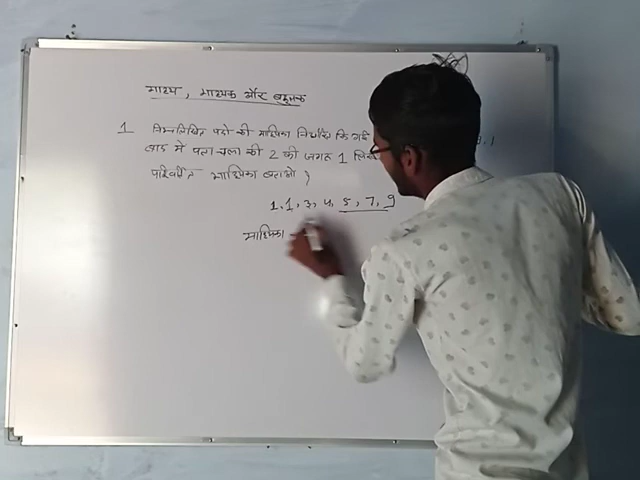 माध्य, माध्यक और बहुलक
1 निम्नलिखित पदो की माध्यिका निर्धारित कि गई
बाद मे पता चला की 2 की जगह 1
परिवर्तित माध्यिका बताओ
1, 1, 3, 4, 5, 7, 9
माध्यिका